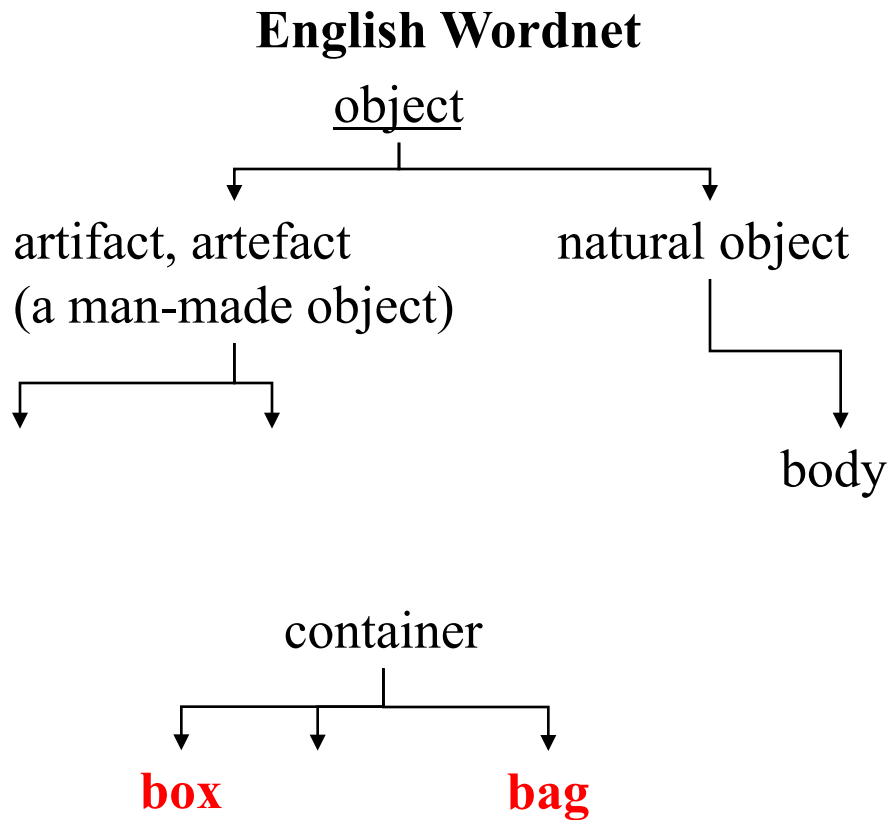 English Wordnet
object
artifact, artefact
(a man-made object)
natural object
body
container
box
bag